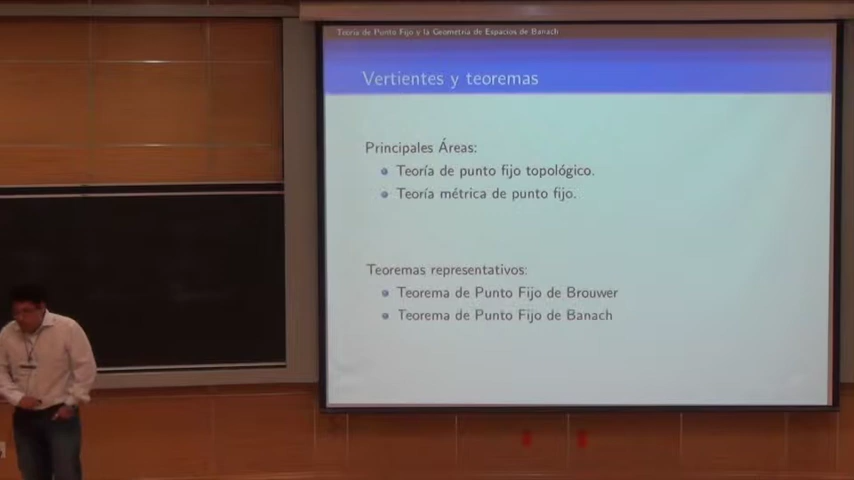 Teoría de Punto Fijo y la Geometría de Espacios de Banach
Vertientes y teoremas
Principales Áreas:
Teoría de punto fijo topológico.
Teoría métrica de punto fijo.
Teoremas representativos:
Teorema de Punto Fijo de Brouwer
Teorema de Punto Fijo de Banach